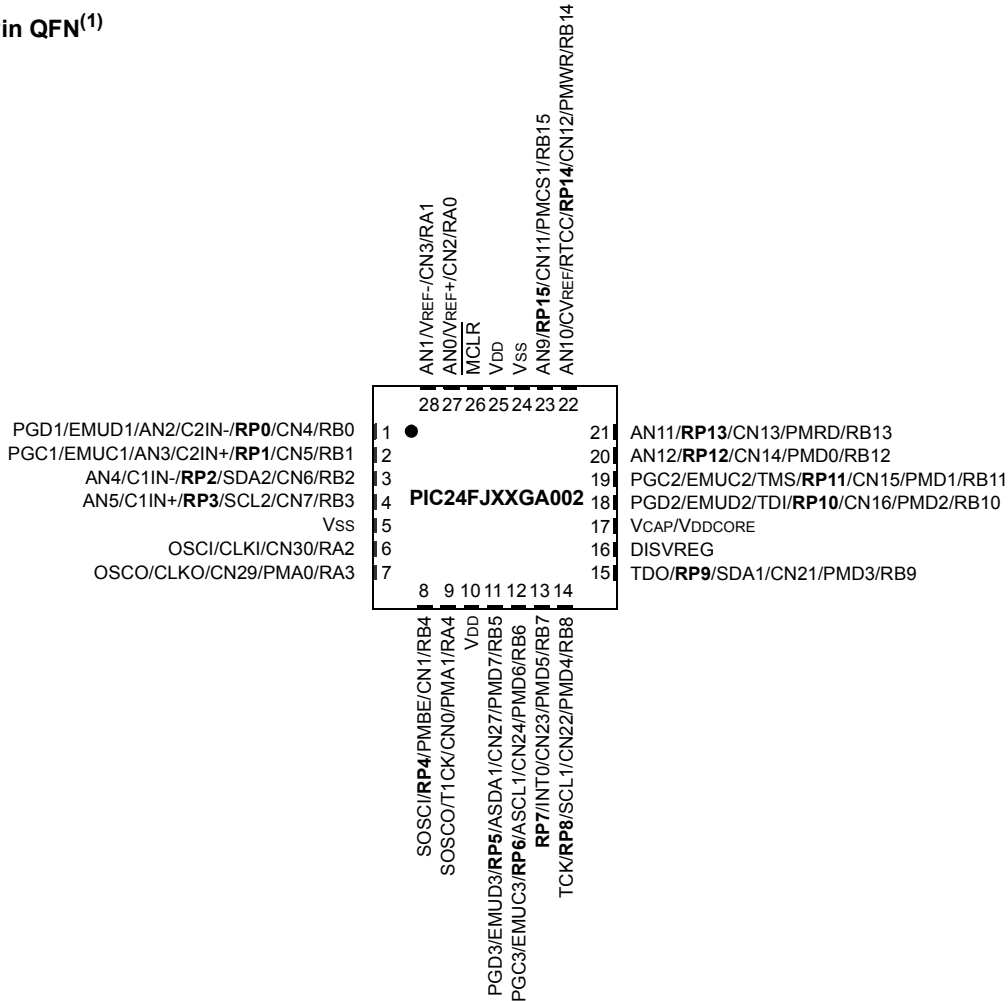 in QFN(1)
AN1/VREF-/CN3/RA1
AN0/VREF+/CN2/RA0
MCLR
VDD
VSS
AN9/RP15/CN11/PMCS1/RB15
AN10/CVREF/RTCC/RP14/CN12/PMWR/RB14
28 27 26 25 24 23 22
PGD1/EMUD1/AN2/C2IN-/RP0/CN4/RB0 1
PGC1/EMUC1/AN3/C2IN+/RP1/CN5/RB1 2
AN4/C1IN-/RP2/SDA2/CN6/RB2 3
AN5/C1IN+/RP3/SCL2/CN7/RB3 4
VSS 5
OSCI/CLKI/CN30/RA2 6
OSCO/CLKO/CN29/PMA0/RA3 7
PIC24FJXXGA002
21 AN11/RP13/CN13/PMRD/RB13
20 AN12/RP12/CN14/PMD0/RB12
19 PGC2/EMUC2/TMS/RP11/CN15/PMD1/RB11
18 PGD2/EMUD2/TDI/RP10/CN16/PMD2/RB10
17 VCAP/VDDCORE
16 DISVREG
15 TDO/RP9/SDA1/CN21/PMD3/RB9
8 9 10 11 12 13 14
SOSCI/RP4/PMBE/CN1/RB4
SOSCO/T1CK/CN0/PMA1/RA4
VDD
PGD3/EMUD3/RP5/ASDA1/CN27/PMD7/RB5
PGC3/EMUC3/RP6/ASCL1/CN24/PMD6/RB6
RP7/INT0/CN23/PMD5/RB7
TCK/RP8/SCL1/CN22/PMD4/RB8